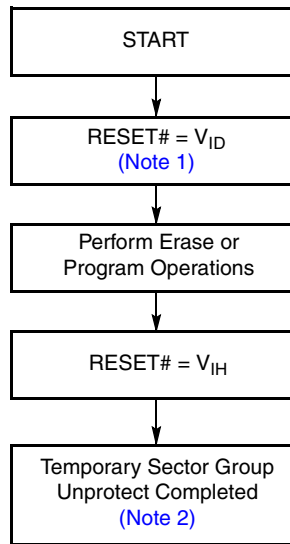 START
RESET# = VID
(Note 1)
Perform Erase or
Program Operations
RESET# = VIH
Temporary Sector Group
Unprotect Completed
(Note 2)